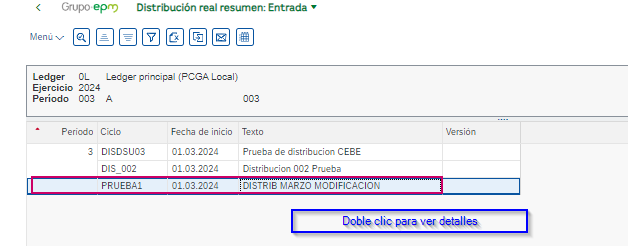 Grupo·epm Distribución real resumen: Entrada
Menú
Ledger 0L Ledger principal (PCGA Local)
Ejercicio 2024
Período 003 A 003
Período Ciclo Fecha de inicio Texto Versión
3 DISDSU03 01.03.2024 Prueba de distribucion CEBE
DIS_002 01.03.2024 Distribucion 002 Prueba
PRUEBA1 01.03.2024 DISTRIB MARZO MODIFICACION
Doble clic para ver detalles